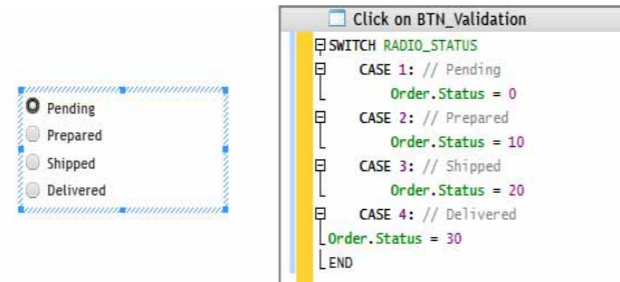 Pending
Prepared
Shipped
Delivered
Click on BTN_Validation
SWITCH RADIO_STATUS
CASE 1: // Pending
Order.Status = 0
CASE 2: // Prepared
Order.Status = 10
CASE 3: // Shipped
Order.Status = 20
CASE 4: // Delivered
Order.Status = 30
END